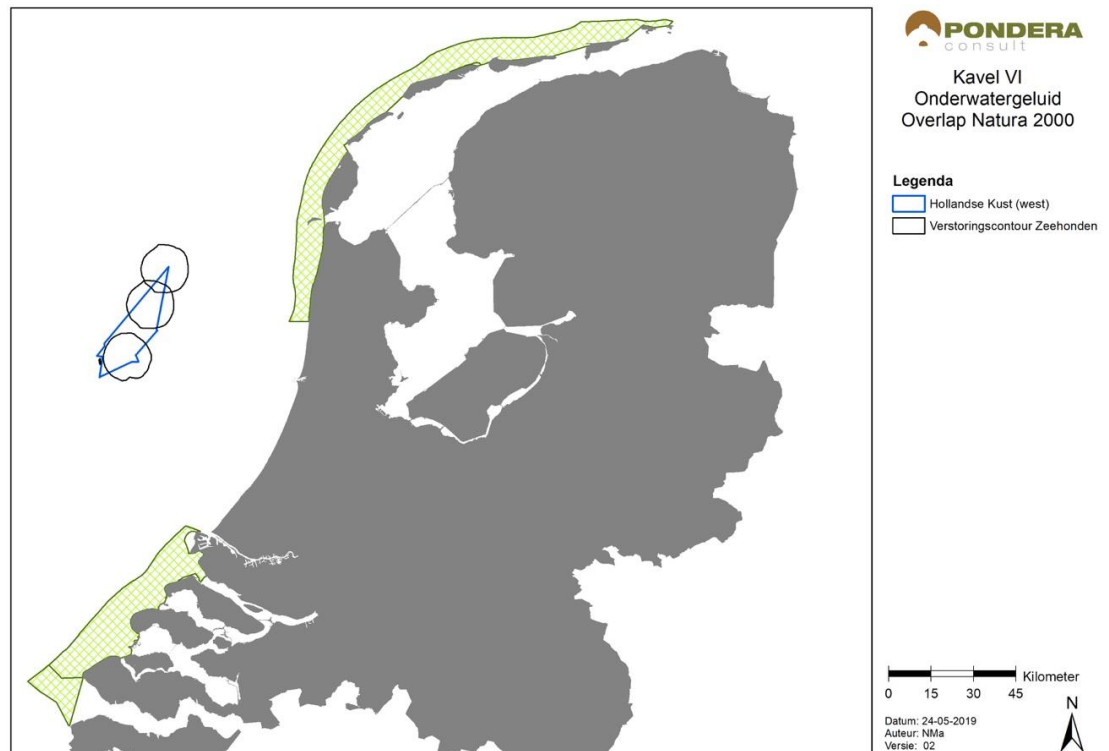 PONDERA
consult
Kavel VI
Onderwatergeluid
Overlap Natura 2000
Legenda
Hollandse Kust (west)
Verstoringscontour Zeehonden
Kilometer
0 15 30 45
N
Datum: 24-05-2019
Auteur: NMa
Versie: 02